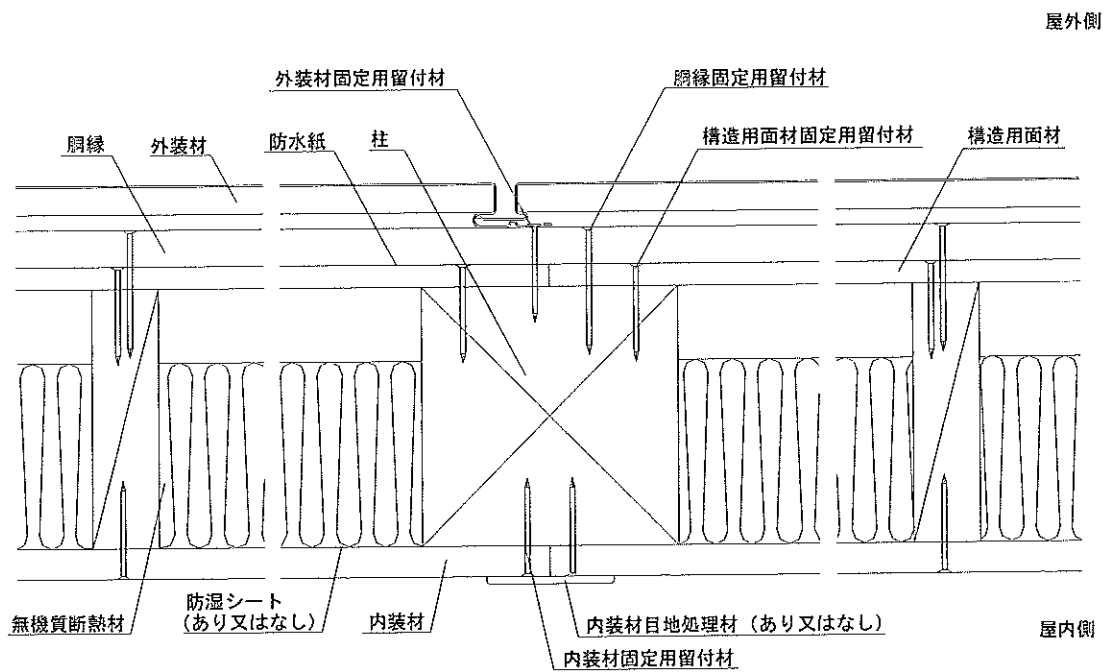 屋外側
外装材固定用留付材
胴縁固定用留付材
胴縁
外装材
防水紙
柱
構造用面材固定用留付材
構造用面材
無機質断熱材
防湿シート
(あり又はなし)
内装材
内装材目地処理材(あり又はなし)
内装材固定用留付材
屋内側